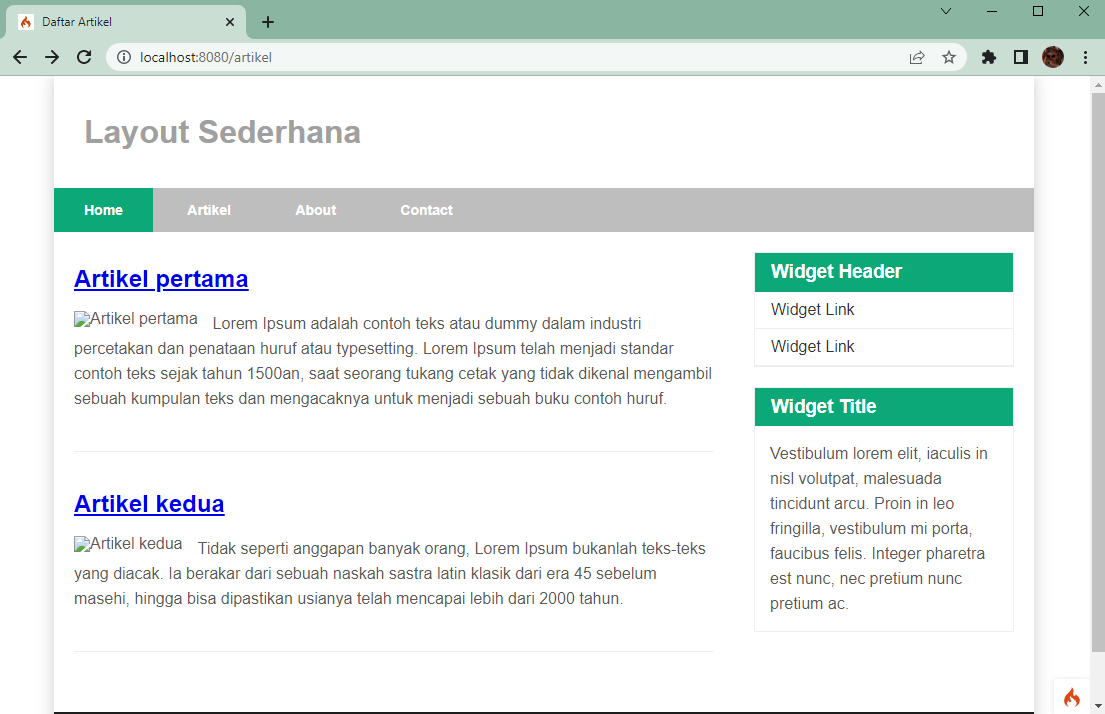 Daftar Artikel
localhost:8080/artikel
Layout Sederhana
Home Artikel About Contact
Artikel pertama
Artikel pertama Lorem Ipsum adalah contoh teks atau dummy dalam industri
percetakan dan penataan huruf atau typesetting. Lorem Ipsum telah menjadi standar
contoh teks sejak tahun 1500an, saat seorang tukang cetak yang tidak dikenal mengambil
sebuah kumpulan teks dan mengacaknya untuk menjadi sebuah buku contoh huruf.
Artikel kedua
Artikel kedua Tidak seperti anggapan banyak orang, Lorem Ipsum bukanlah teks-teks
yang diacak. Ia berakar dari sebuah naskah sastra latin klasik dari era 45 sebelum
masehi, hingga bisa dipastikan usianya telah mencapai lebih dari 2000 tahun.
Widget Header
Widget Link
Widget Link
Widget Title
Vestibulum lorem elit, iaculis in
nisl volutpat, malesuada
tincidunt arcu. Proin in leo
fringilla, vestibulum mi porta,
faucibus felis. Integer pharetra
est nunc, nec pretium nunc
pretium ac.